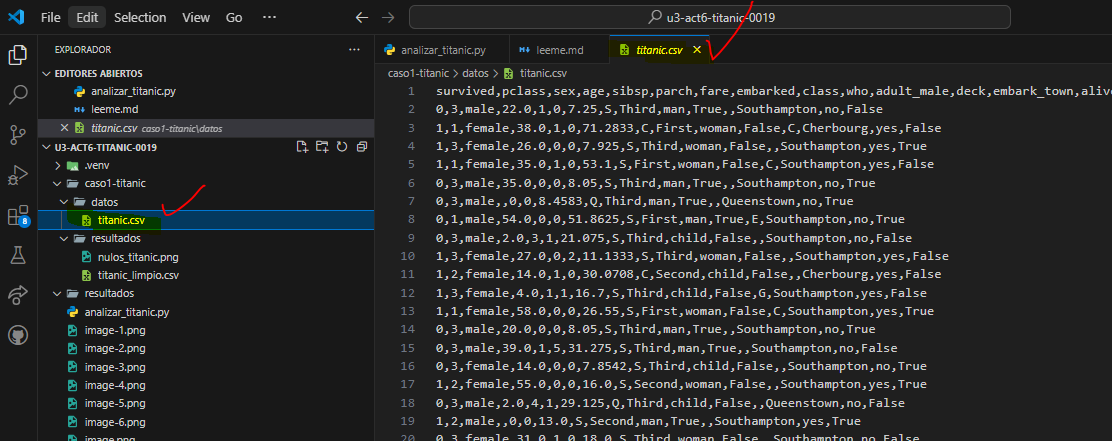 File Edit Selection View Go ··· u3-act6-titanic-0019
EXPLORADOR ···
EDITORES ABIERTOS
analizar_titanic.py
leeme.md
titanic.csv caso1-titanic\datos
U3-ACT6-TITANIC-0019
.venv
caso1-titanic
datos
titanic.csv
resultados
nulos_titanic.png
titanic_limpio.csv
resultados
analizar_titanic.py
image-1.png
image-2.png
image-3.png
image-4.png
image-5.png
image-6.png
image.png
8
analizar_titanic.py leeme.md titanic.csv
caso1-titanic > datos > titanic.csv
1 survived,pclass,sex,age,sibsp,parch,fare,embarked,class,who,adult_male,deck,embark_town,aliv
2 0,3,male,22.0,1,0,7.25,S,Third,man,True,,Southampton,no,False
3 1,1,female,38.0,1,0,71.2833,C,First,woman,False,C,Cherbourg,yes,False
4 1,3,female,26.0,0,0,7.925,S,Third,woman,False,,Southampton,yes,True
5 1,1,female,35.0,1,0,53.1,S,First,woman,False,C,Southampton,yes,False
6 0,3,male,35.0,0,0,8.05,S,Third,man,True,,Southampton,no,True
7 0,3,male,,0,0,8.4583,Q,Third,man,True,,Queenstown,no,True
8 0,1,male,54.0,0,0,51.8625,S,First,man,True,E,Southampton,no,True
9 0,3,male,2.0,3,1,21.075,S,Third,child,False,,Southampton,no,False
10 1,3,female,27.0,0,2,11.1333,S,Third,woman,False,,Southampton,yes,False
11 1,2,female,14.0,1,0,30.0708,C,Second,child,False,,Cherbourg,yes,False
12 1,3,female,4.0,1,1,16.7,S,Third,child,False,G,Southampton,yes,False
13 1,1,female,58.0,0,0,26.55,S,First,woman,False,C,Southampton,yes,True
14 0,3,male,20.0,0,0,8.05,S,Third,man,True,,Southampton,no,True
15 0,3,male,39.0,1,5,31.275,S,Third,man,True,,Southampton,no,False
16 0,3,female,14.0,0,0,7.8542,S,Third,child,False,,Southampton,no,True
17 1,2,female,55.0,0,0,16.0,S,Second,woman,False,,Southampton,yes,True
18 0,3,male,2.0,4,1,29.125,Q,Third,child,False,,Queenstown,no,False
19 1,2,male,,0,0,13.0,S,Second,man,True,,Southampton,yes,True
20 0,3,female,31.0,1,0,18.0,S,Third,woman,False,,Southampton,no,False